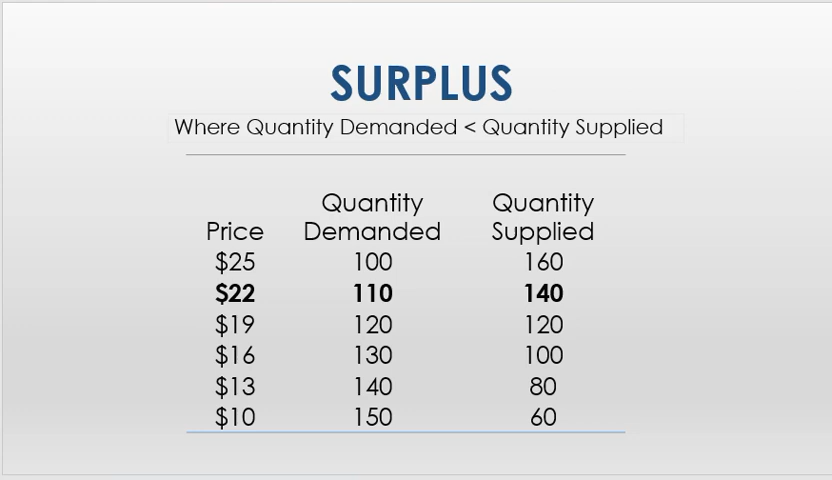 SURPLUS
Where Quantity Demanded < Quantity Supplied
Quantity Quantity
Price Demanded Supplied
$25 100 160
$22 110 140
$19 120 120
$16 130 100
$13 140 80
$10 150 60